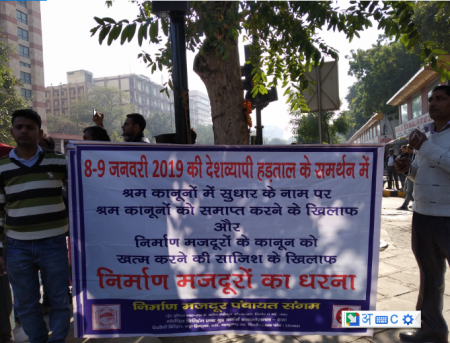 8-9 जनवरी 2019 की देशव्यापी हड़ताल के समर्थन में
श्रम कानूनों में सुधार के नाम पर
श्रम कानूनों को समाप्त करने के खिलाफ
और
निर्माण मजदूरों के कानून को
खत्म करने की साजिश के खिलाफ
निर्माण मजदूरों का धरना
निर्माण मजदूर पंचायत संगम